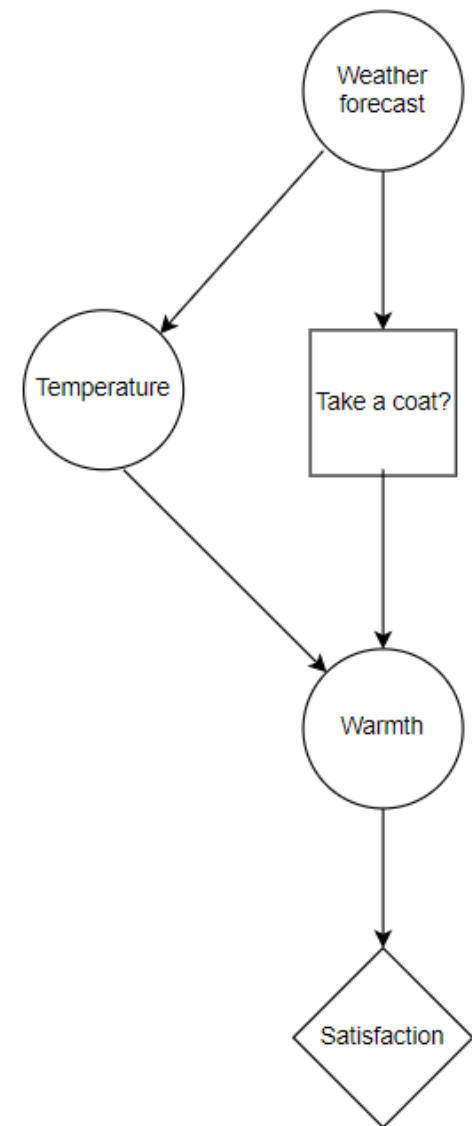 Weather
forecast
Temperature
Take a coat?
Warmth
Satisfaction